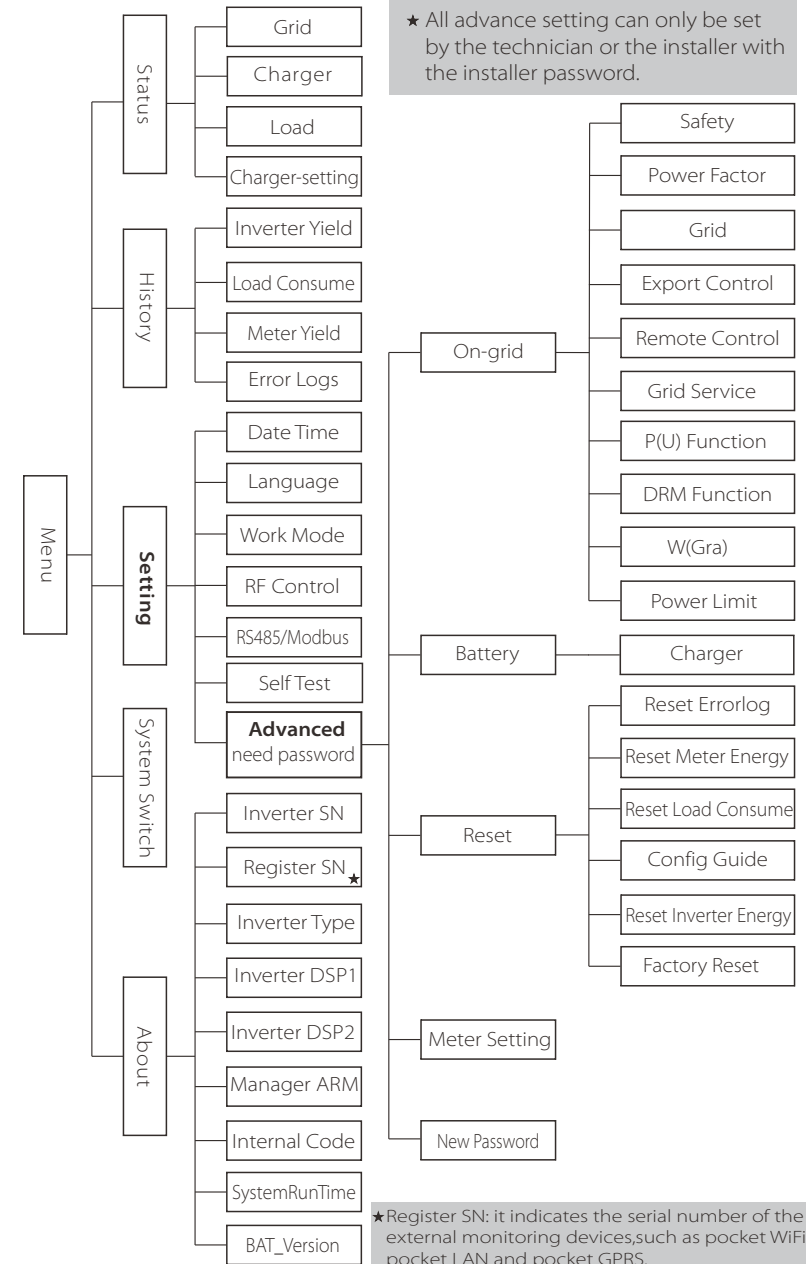 ★ All advance setting can only be set
by the technician or the installer with
the installer password.
Menu
Status
Grid
Charger
Load
Charger-setting
History
Inverter Yield
Load Consume
Meter Yield
Error Logs
Setting
Date Time
Language
Work Mode
RF Control
RS485/Modbus
Self Test
Advanced
need password
On-grid
Safety
Power Factor
Grid
Export Control
Remote Control
Grid Service
P(U) Function
DRM Function
W(Gra)
Power Limit
Battery
Charger
Reset
Reset Errorlog
Reset Meter Energy
Reset Load Consume
Config Guide
Reset Inverter Energy
Factory Reset
Meter Setting
New Password
System Switch
About
Inverter SN
Register SN★
Inverter Type
Inverter DSP1
Inverter DSP2
Manager ARM
Internal Code
SystemRunTime
BAT_Version
★Register SN: it indicates the serial number of the
external monitoring devices,such as pocket WiFi
pocket LAN and pocket GPRS.